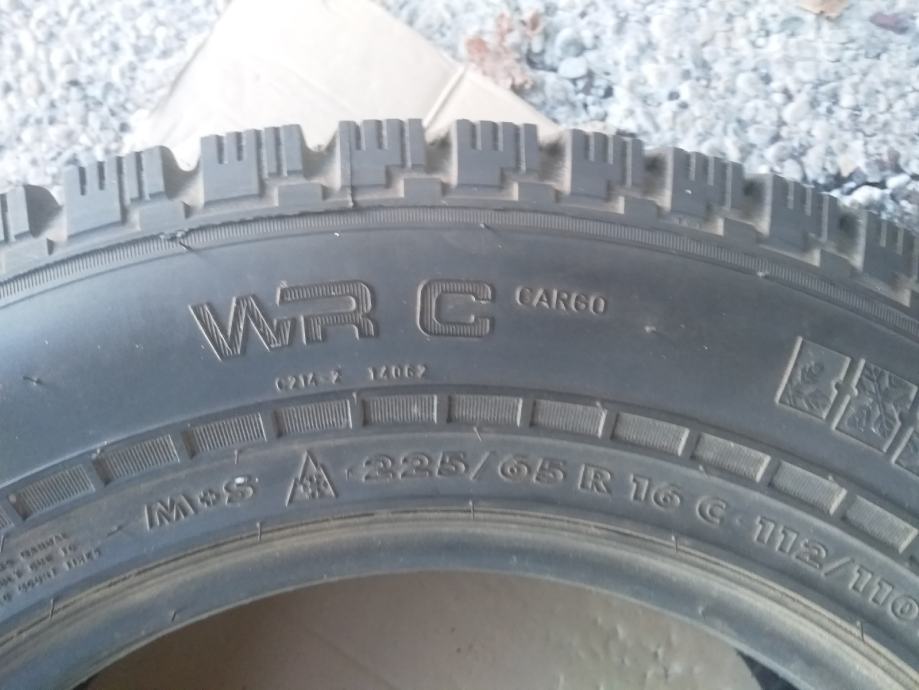 WR C CARGO
C214-2 14062
M+S 225/65 R 16 C 112/110